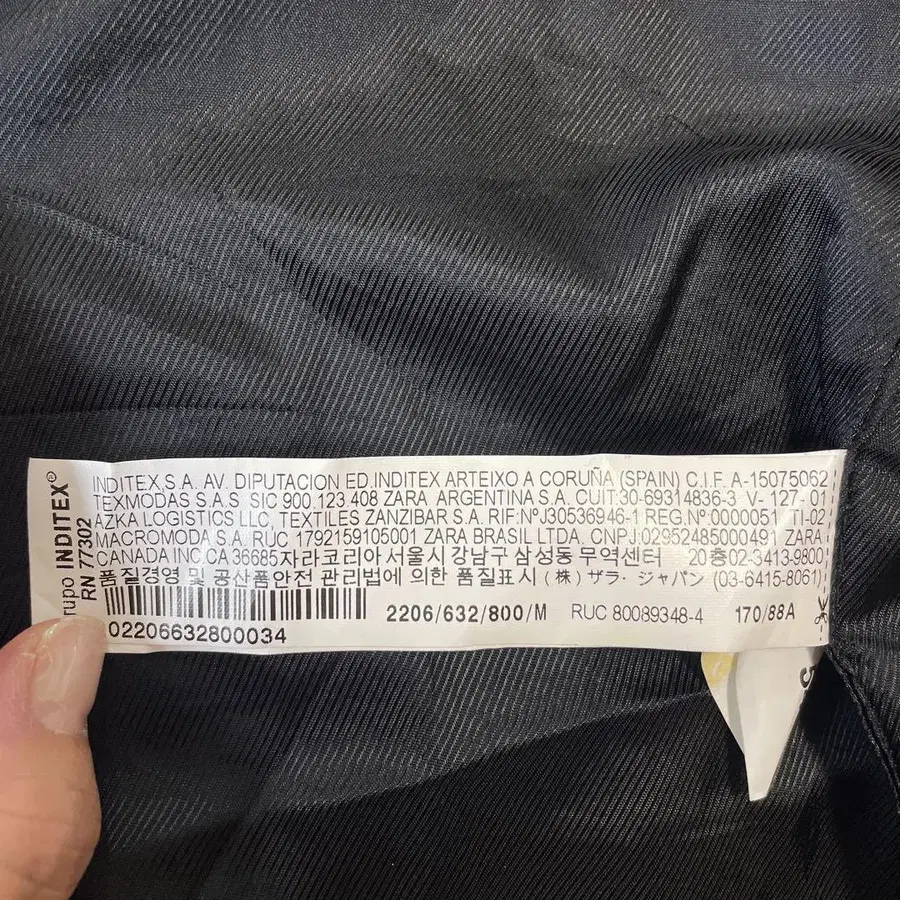 rupo INDITEX®
RN 77302
INDITEX,S.A. AV. DIPUTACION ED.INDITEX ARTEIXO A CORUÑA (SPAIN) C.I.F. A-15075062
TEXMODAS S.A.S. SIC 900.123.408 ZARA ARGENTINA S.A. CUIT:30-69314836-3 V- 127- 01
AZKA LOGISTICS LLC, TEXTILES ZANZIBAR S.A. RIF:NºJ30536946-1 REG.Nº:0000051 TI-02
MACROMODA S.A. RUC 1792159105001 ZARA BRASIL LTDA. CNPJ:02952485000491 ZARA
CANADA INC CA 36685자라코리아 서울시 강남구 삼성동 무역센터 20층02-3413-9800
품 질경영 및 공산품안전 관리법에 의한 품질표시 (株) ザラ・ジャパン (03-6415-8061)
02206632800034
2206/632/800/M RUC 80089348-4 170/88A